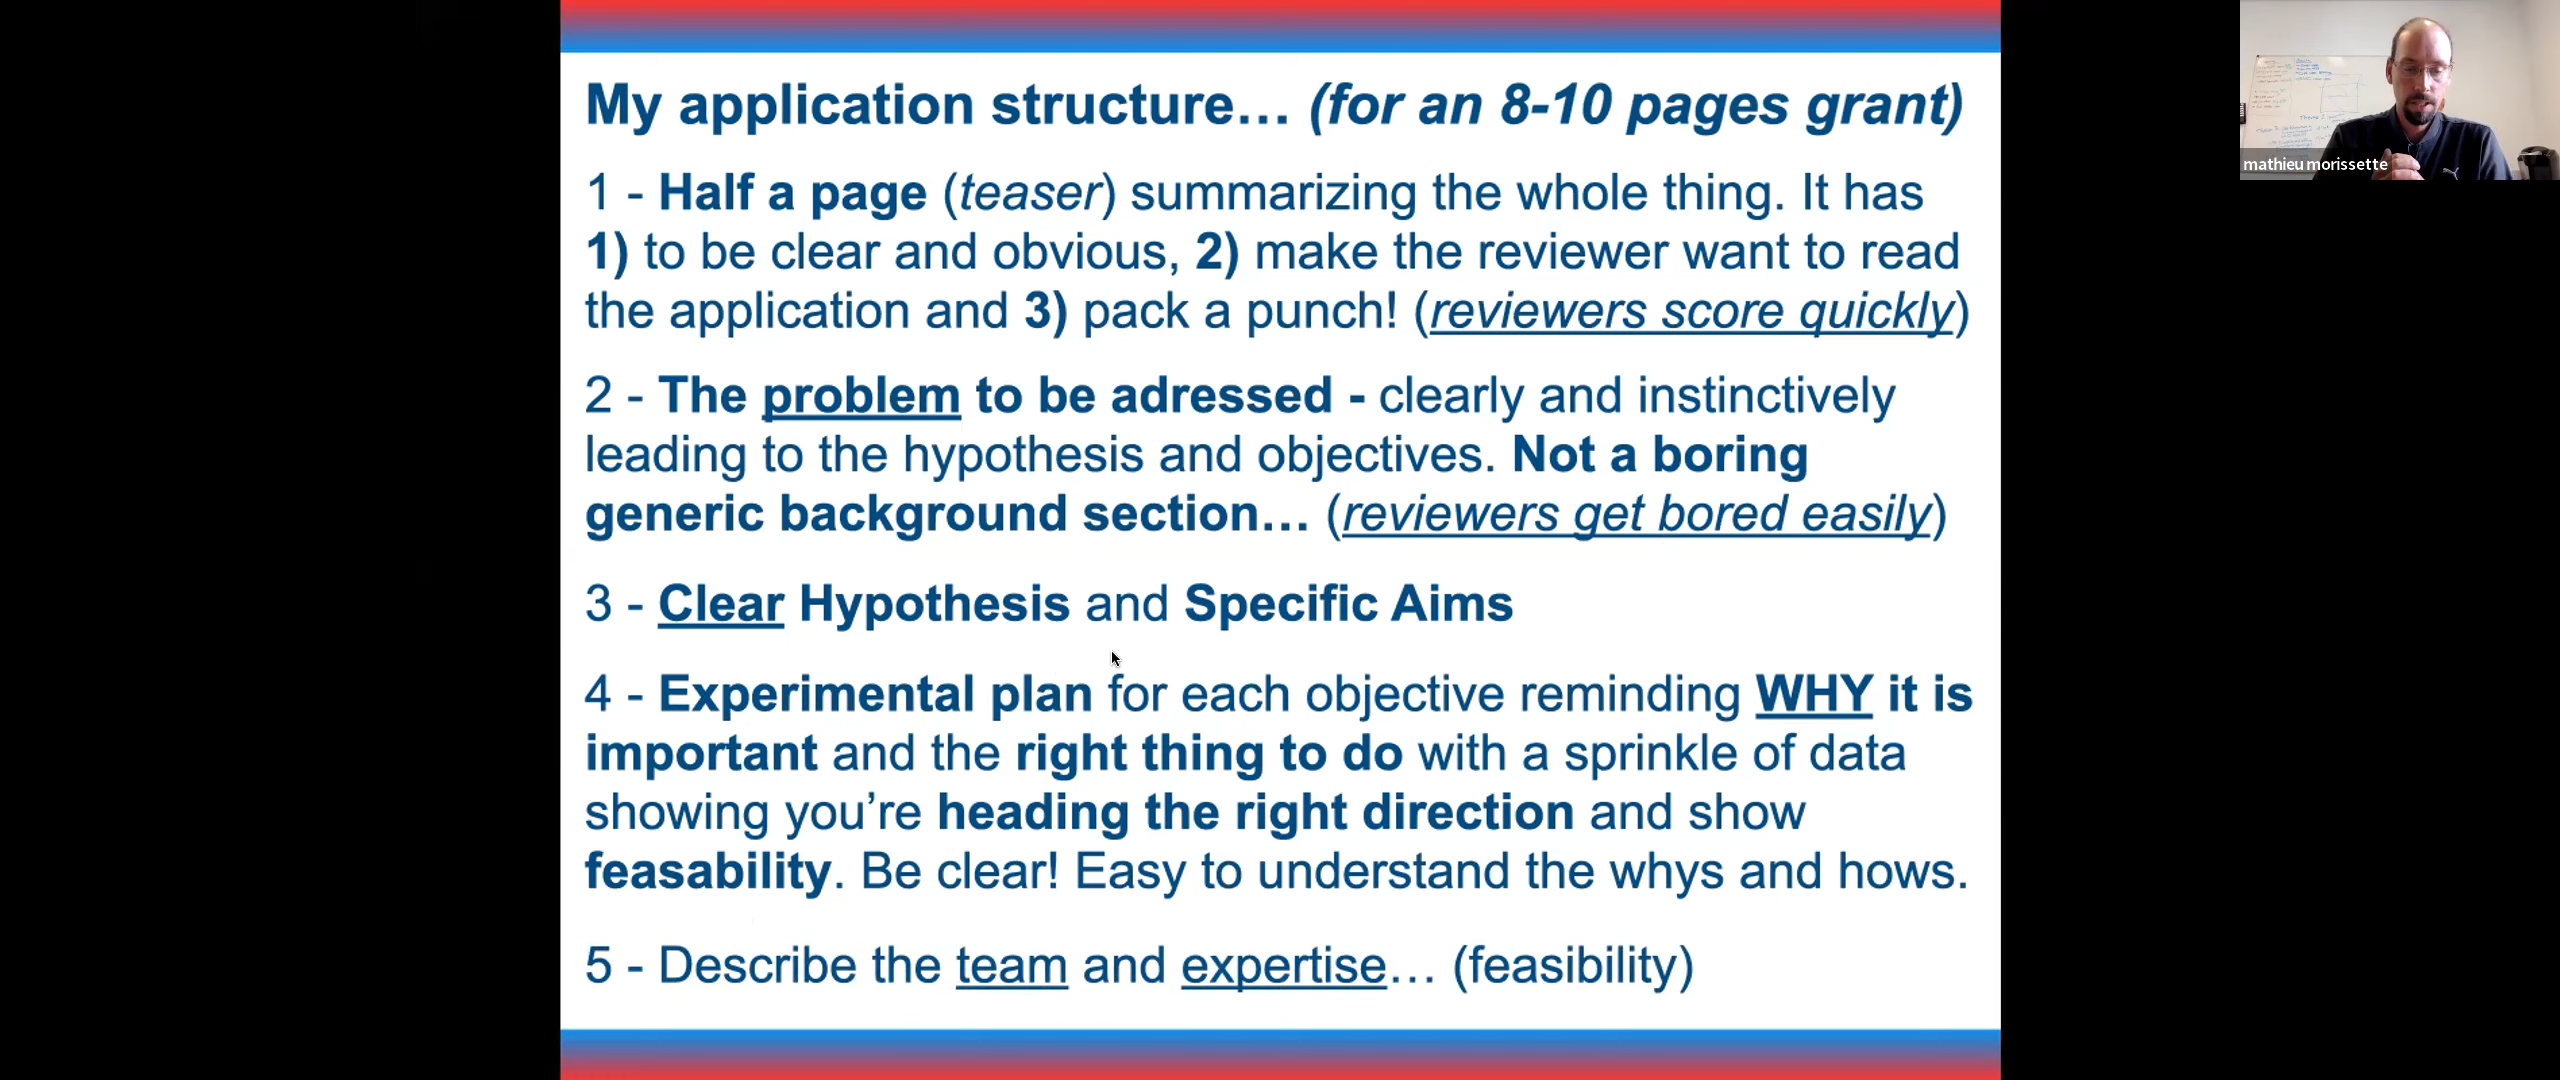 My application structure… (for an 8-10 pages grant)
1 - Half a page (teaser) summarizing the whole thing. It has
1) to be clear and obvious, 2) make the reviewer want to read
the application and 3) pack a punch! (reviewers score quickly)
2 - The problem to be adressed - clearly and instinctively
leading to the hypothesis and objectives. Not a boring
generic background section… (reviewers get bored easily)
3 - Clear Hypothesis and Specific Aims
4 - Experimental plan for each objective reminding WHY it is
important and the right thing to do with a sprinkle of data
showing you’re heading the right direction and show
feasability. Be clear! Easy to understand the whys and hows.
5 - Describe the team and expertise… (feasibility)
mathieu morissette